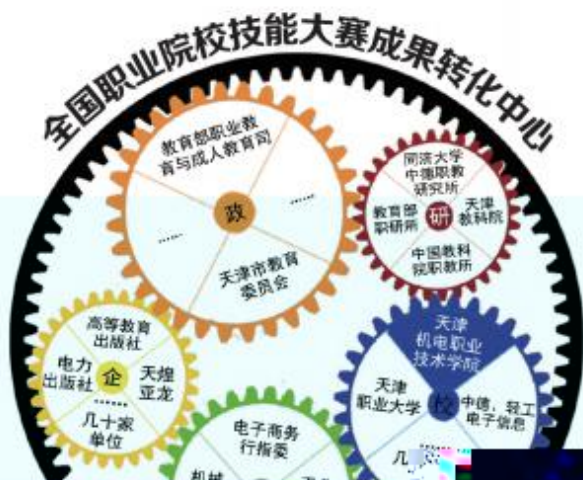 全国职业院校技能大赛成果转化中心
教育部职业教
育与成人教育司
政
......
......
天津市教育
委员会
同济大学
中德职教
研究所
教育部
职研所
研
天津
教科院
中国教科
院职教所
高等教育
出版社
电力
出版社
企
天煌
亚龙
......
几十家
单位
天津
机电职业
技术学院
天津
职业大学
校
中德、轻工
电子信息
几
电子商务
行指委
机械